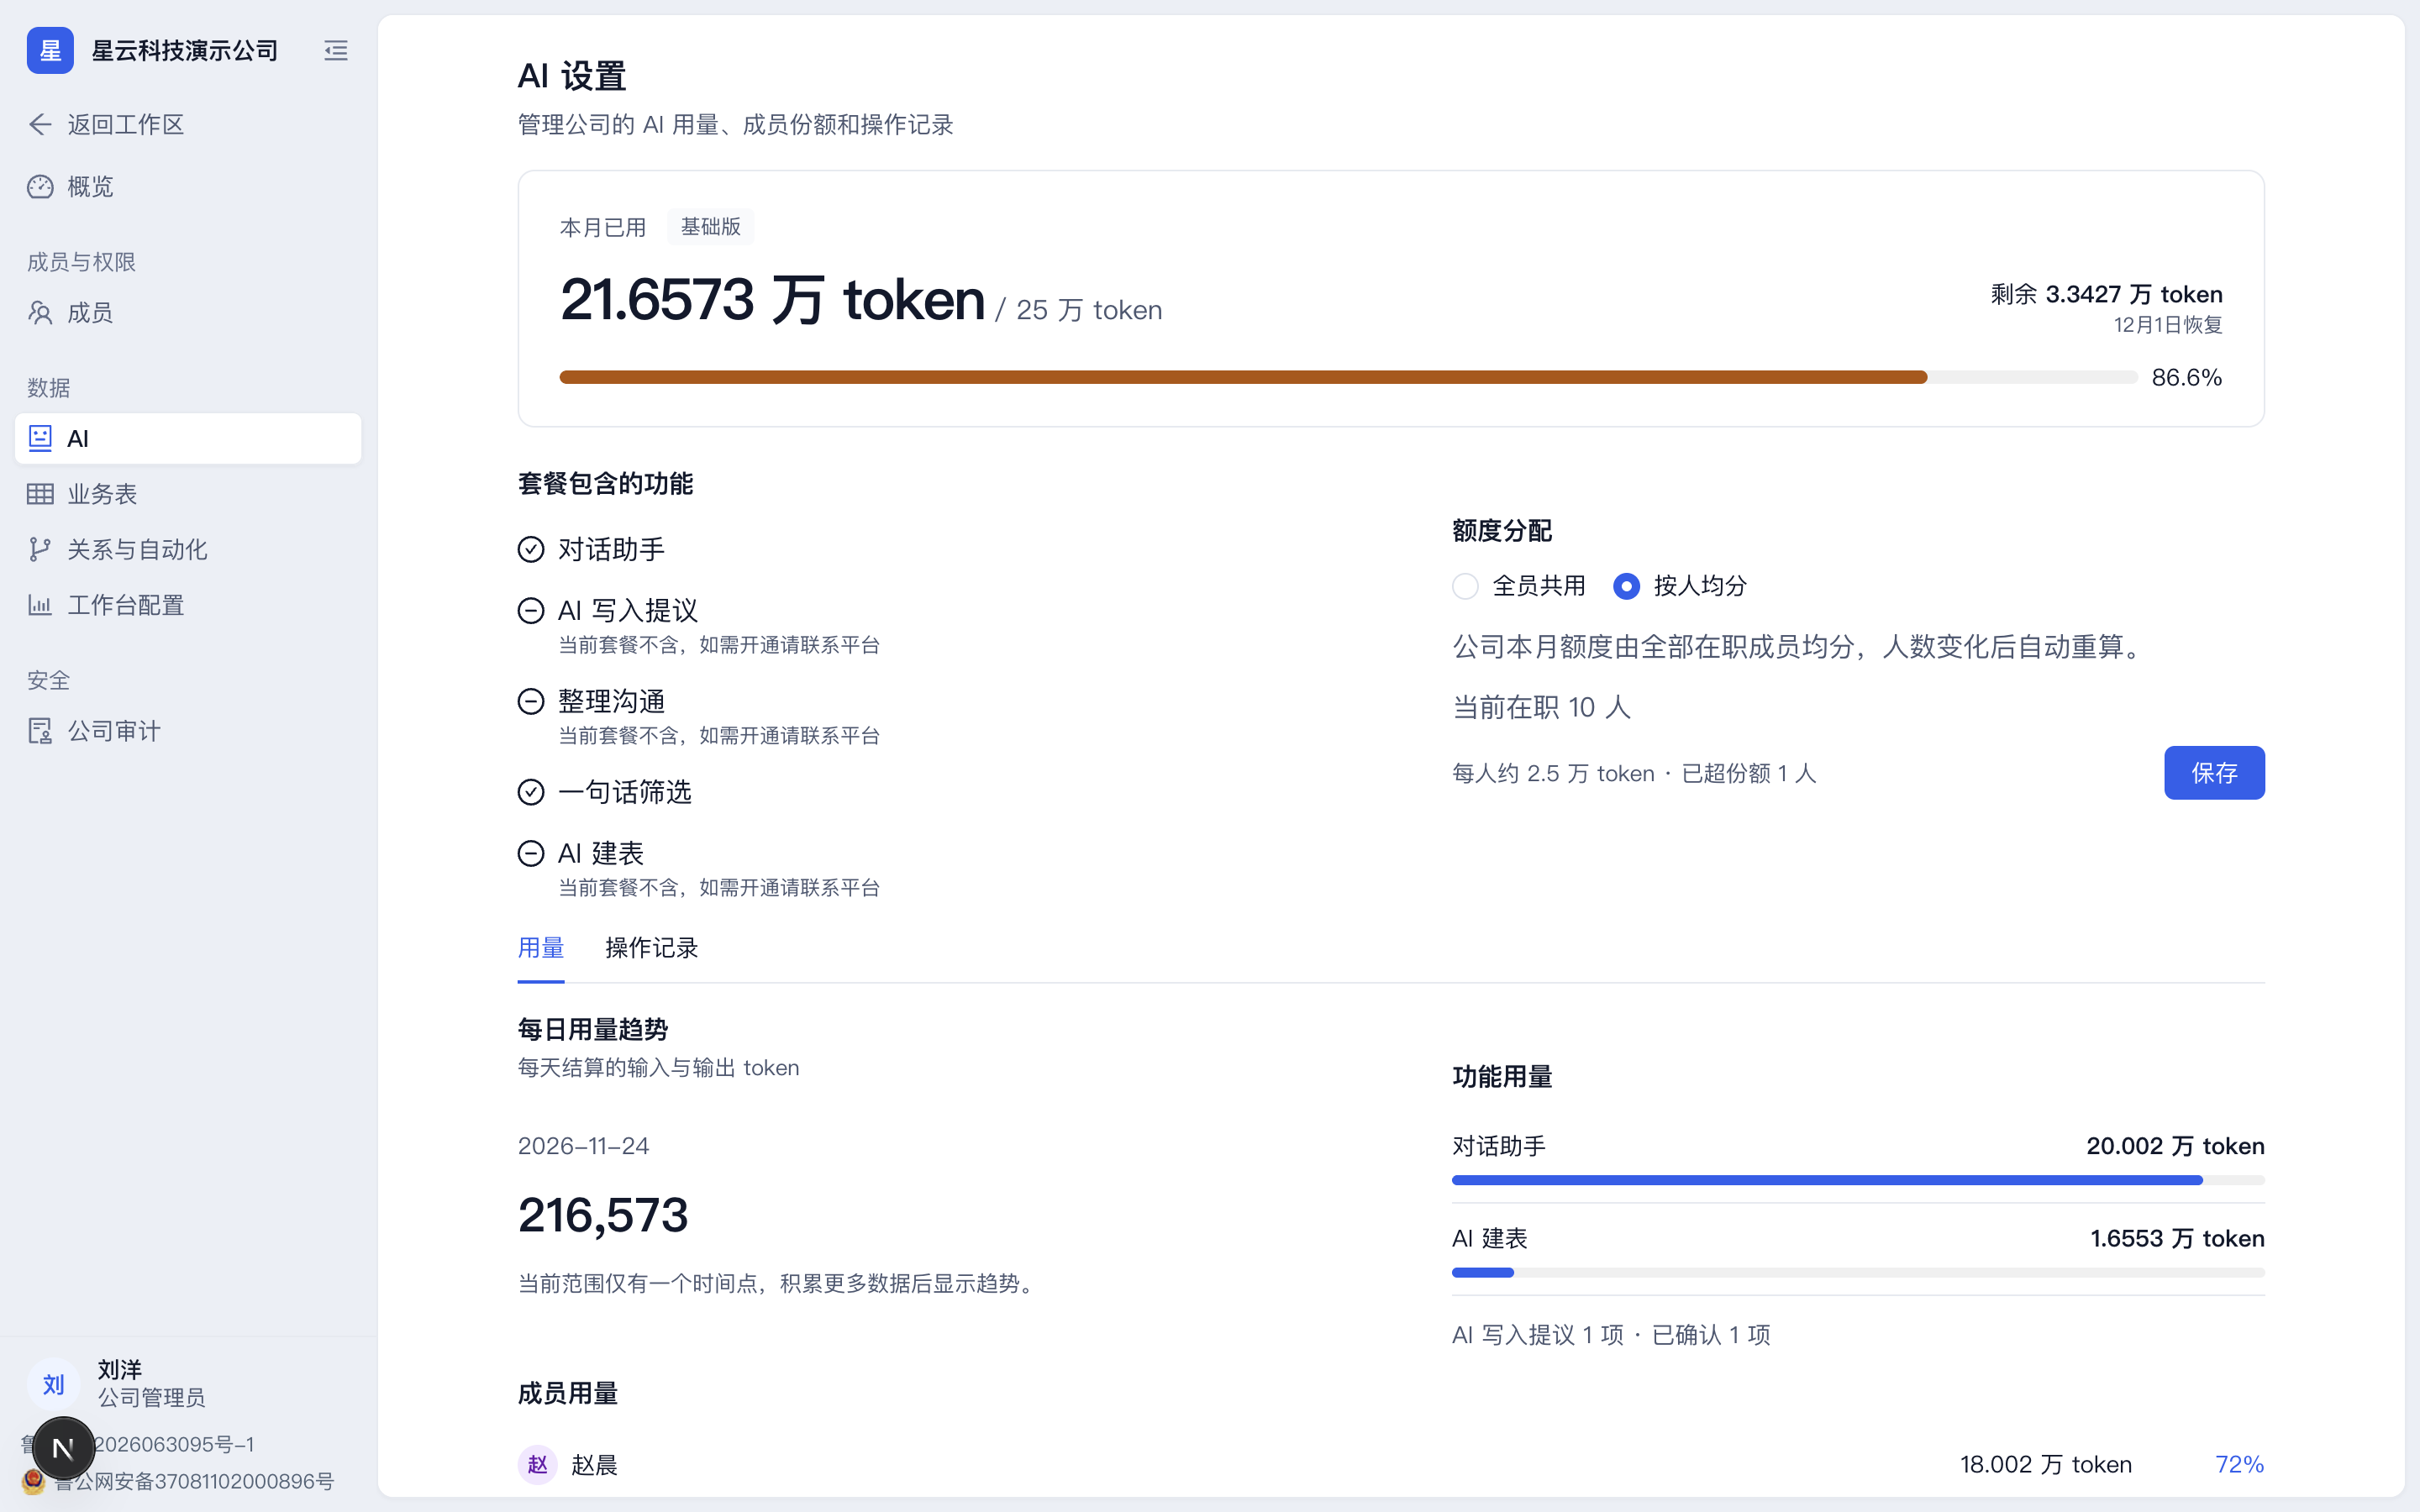 星 星云科技演示公司
返回工作区
概览
成员与权限
成员
数据
AI
业务表
关系与自动化
工作台配置
安全
公司审计
刘 刘洋
公司管理员
2026063095号-1
公网安备37081102000896号
N
AI 设置
管理公司的 AI 用量、成员份额和操作记录
本月已用 基础版
21.6573 万 token / 25 万 token
剩余 3.3427 万 token
12月1日恢复
86.6%
套餐包含的功能
对话助手
AI 写入提议
当前套餐不含，如需开通请联系平台
整理沟通
当前套餐不含，如需开通请联系平台
一句话筛选
AI 建表
当前套餐不含，如需开通请联系平台
额度分配
全员共用 按人均分
公司本月额度由全部在职成员均分，人数变化后自动重算。
当前在职 10 人
每人约 2.5 万 token · 已超份额 1 人
保存
用量 操作记录
每日用量趋势
每天结算的输入与输出 token
2026-11-24
216,573
当前范围仅有一个时间点，积累更多数据后显示趋势。
功能用量
对话助手 20.002 万 token
AI 建表 1.6553 万 token
AI 写入提议 1 项 · 已确认 1 项
成员用量
赵 赵晨 18.002 万 token 72%